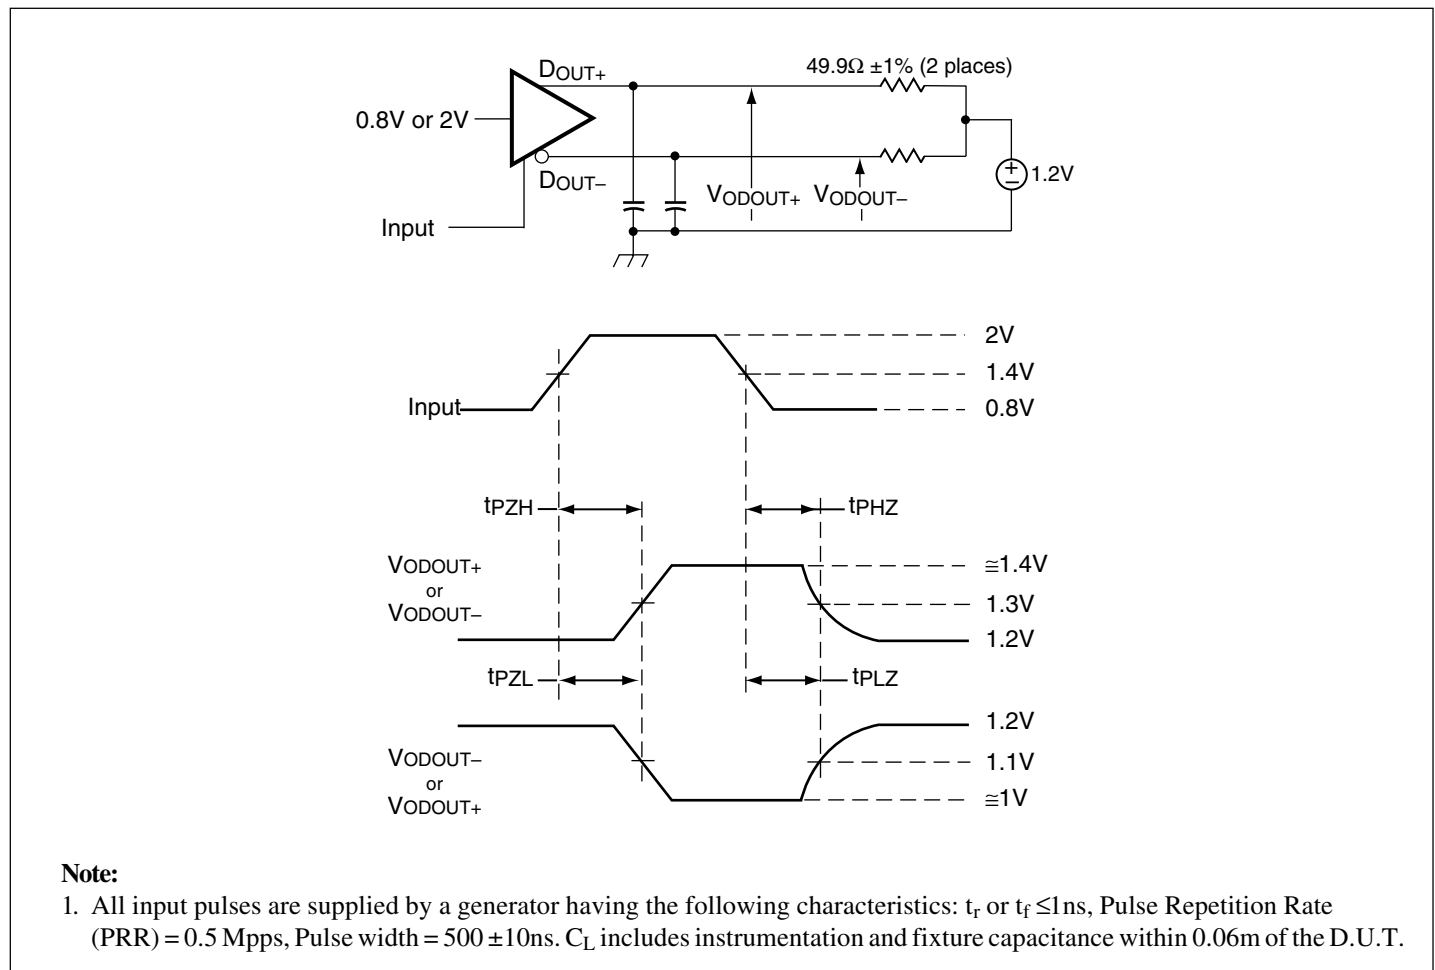 DOUT+
49.9Ω ±1% (2 places)
0.8V or 2V
DOUT–
VODOUT+
VODOUT–
+
–
1.2V
Input
2V
1.4V
Input
0.8V
tPZH
tPHZ
VODOUT+
or
VODOUT–
≅1.4V
1.3V
1.2V
tPZL
tPLZ
VODOUT–
or
VODOUT+
1.2V
1.1V
≅1V
Note:
1. All input pulses are supplied by a generator having the following characteristics: tr or tf ≤1ns, Pulse Repetition Rate
(PRR) = 0.5 Mpps, Pulse width = 500 ±10ns. CL includes instrumentation and fixture capacitance within 0.06m of the D.U.T.